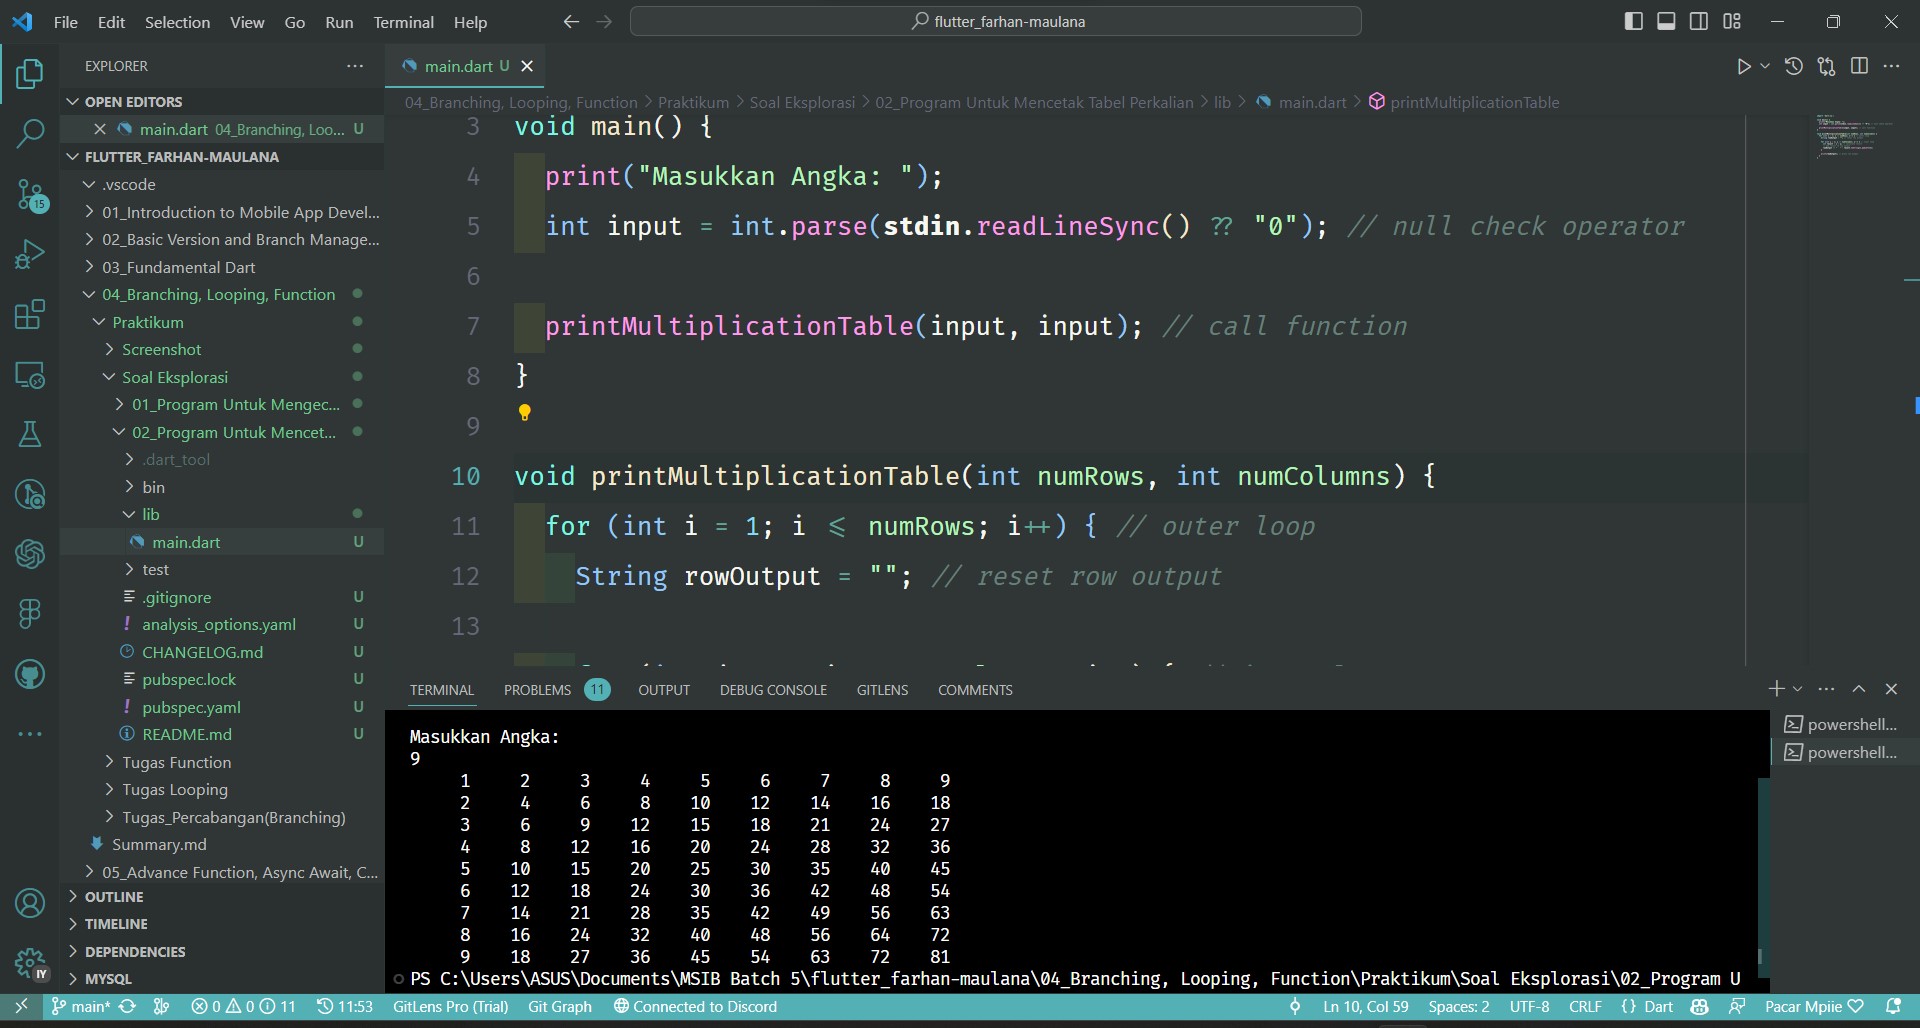 File Edit Selection View Go Run Terminal Help
flutter_farhan-maulana
EXPLORER
OPEN EDITORS
main.dart 04_Branching, Loo... U
FLUTTER_FARHAN-MAULANA
.vscode
01_Introduction to Mobile App Devel...
02_Basic Version and Branch Manage...
03_Fundamental Dart
04_Branching, Looping, Function
Praktikum
Screenshot
Soal Eksplorasi
01_Program Untuk Mengec...
02_Program Untuk Mencet...
.dart_tool
bin
lib
main.dart U
test
.gitignore U
analysis_options.yaml U
CHANGELOG.md U
pubspec.lock U
pubspec.yaml U
README.md U
Tugas Function
Tugas Looping
Tugas_Percabangan(Branching)
Summary.md
05_Advance Function, Async Await, C...
OUTLINE
TIMELINE
DEPENDENCIES
MYSQL
15
IY
main.dart U
04_Branching, Looping, Function > Praktikum > Soal Eksplorasi > 02_Program Untuk Mencetak Tabel Perkalian > lib > main.dart > printMultiplicationTable
3 void main() {
4 print("Masukkan Angka: ");
5 int input = int.parse(stdin.readLineSync() ?? "0"); // null check operator
6
7 printMultiplicationTable(input, input); // call function
8 }
9
10 void printMultiplicationTable(int numRows, int numColumns) {
11 for (int i = 1; i <= numRows; i++) { // outer loop
12 String rowOutput = ""; // reset row output
13
TERMINAL PROBLEMS 11 OUTPUT DEBUG CONSOLE GITLENS COMMENTS
Masukkan Angka:
9
1 2 3 4 5 6 7 8 9
2 4 6 8 10 12 14 16 18
3 6 9 12 15 18 21 24 27
4 8 12 16 20 24 28 32 36
5 10 15 20 25 30 35 40 45
6 12 18 24 30 36 42 48 54
7 14 21 28 35 42 49 56 63
8 16 24 32 40 48 56 64 72
9 18 27 36 45 54 63 72 81
PS C:\Users\ASUS\Documents\MSIB Batch 5\flutter_farhan-maulana\04_Branching, Looping, Function\Praktikum\Soal Eksplorasi\02_Program U
powershell...
powershell...
main* 0 0 11 11:53 GitLens Pro (Trial) Git Graph Connected to Discord Ln 10, Col 59 Spaces: 2 UTF-8 CRLF {} Dart Pacar Mpiie ♡